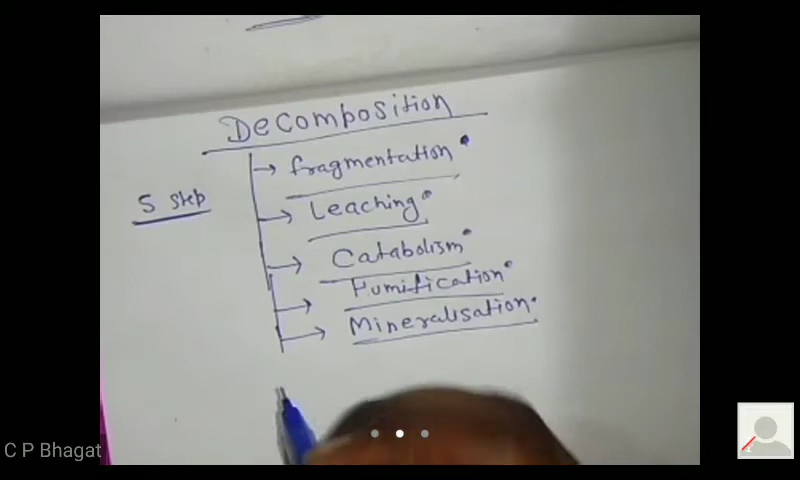 Decomposition
5 step
fragmentation
Leaching
Catabolism
Humification
Mineralisation
C P Bhagat